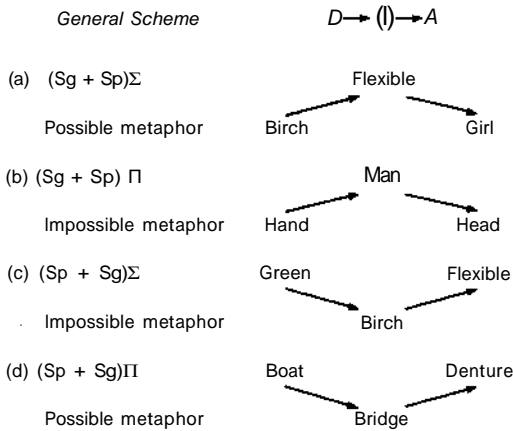 General Scheme D → (I) → A
(a) (Sg + Sp)Σ Flexible
Possible metaphor Birch Girl
(b) (Sg + Sp) Π Man
Impossible metaphor Hand Head
(c) (Sp + Sg)Σ Green Flexible
Impossible metaphor Birch
(d) (Sp + Sg)Π Boat Denture
Possible metaphor Bridge